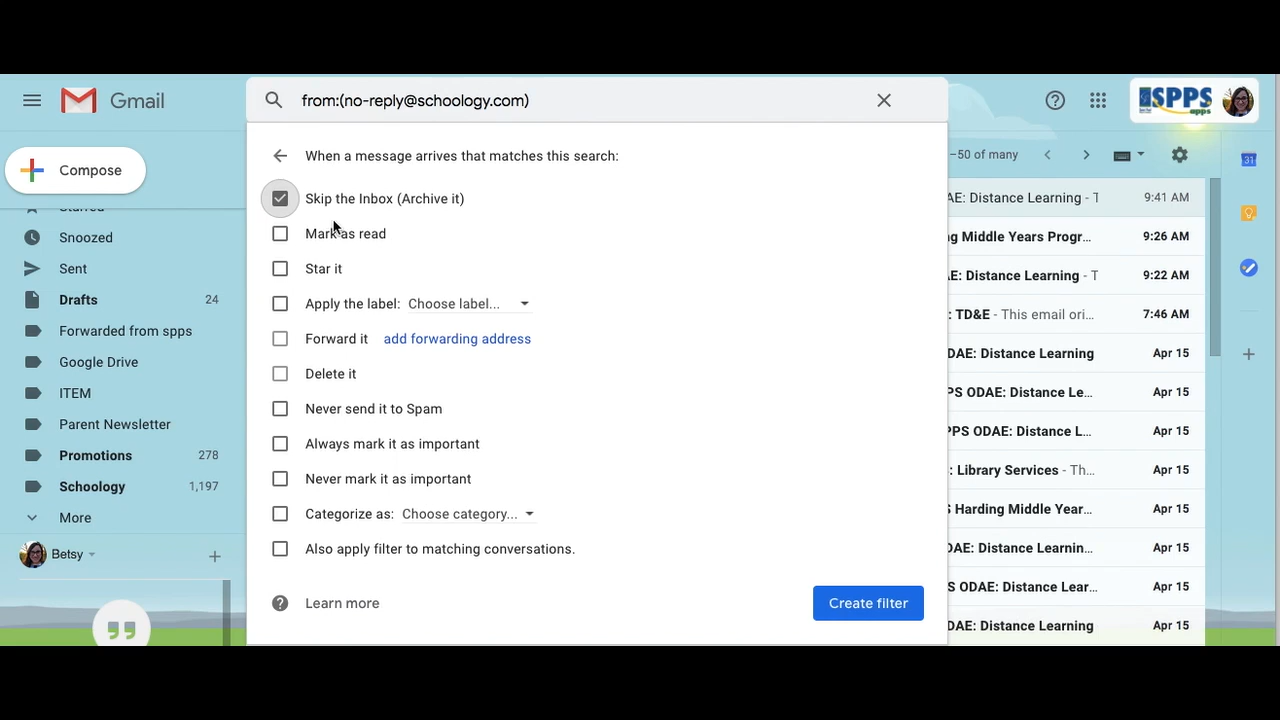 Gmail
from:(no-reply@schoology.com)
SPPS
apps
Compose
Starred
Snoozed
Sent
Drafts 24
Forwarded from spps
Google Drive
ITEM
Parent Newsletter
Promotions 278
Schoology 1,197
More
Betsy
When a message arrives that matches this search:
Skip the Inbox (Archive it)
Mark as read
Star it
Apply the label: Choose label...
Forward it add forwarding address
Delete it
Never send it to Spam
Always mark it as important
Never mark it as important
Categorize as: Choose category...
Also apply filter to matching conversations.
Learn more
Create filter
–50 of many
31
AE: Distance Learning - T 9:41 AM
g Middle Years Progr... 9:26 AM
E: Distance Learning - T 9:22 AM
: TD&E - This email ori... 7:46 AM
DAE: Distance Learning Apr 15
PS ODAE: Distance Le... Apr 15
PPS ODAE: Distance L... Apr 15
: Library Services - Th... Apr 15
S Harding Middle Year... Apr 15
DAE: Distance Learnin... Apr 15
S ODAE: Distance Lear... Apr 15
DAE: Distance Learning Apr 15